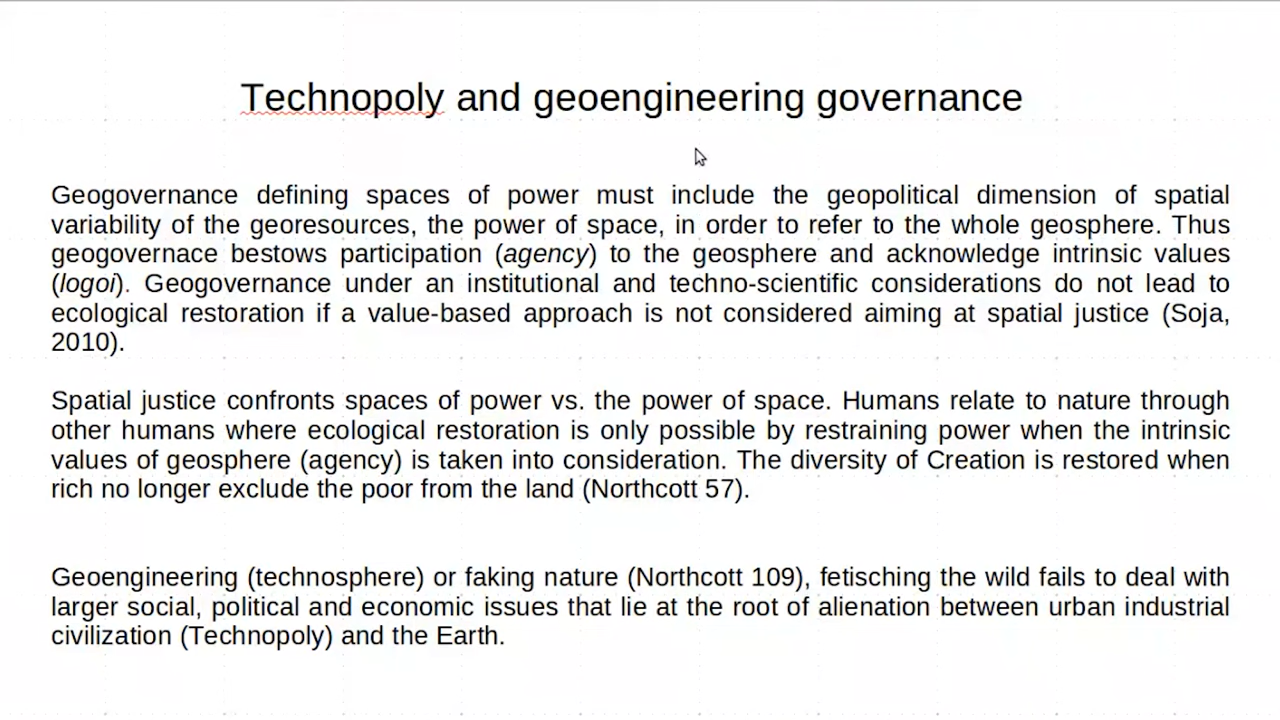 Technopoly and geoengineering governance
Geogovernance defining spaces of power must include the geopolitical dimension of spatial
variability of the georesources, the power of space, in order to refer to the whole geosphere. Thus
geogovernace bestows participation (agency) to the geosphere and acknowledge intrinsic values
(logoi). Geogovernance under an institutional and techno-scientific considerations do not lead to
ecological restoration if a value-based approach is not considered aiming at spatial justice (Soja,
2010).
Spatial justice confronts spaces of power vs. the power of space. Humans relate to nature through
other humans where ecological restoration is only possible by restraining power when the intrinsic
values of geosphere (agency) is taken into consideration. The diversity of Creation is restored when
rich no longer exclude the poor from the land (Northcott 57).
Geoengineering (technosphere) or faking nature (Northcott 109), fetisching the wild fails to deal with
larger social, political and economic issues that lie at the root of alienation between urban industrial
civilization (Technopoly) and the Earth.